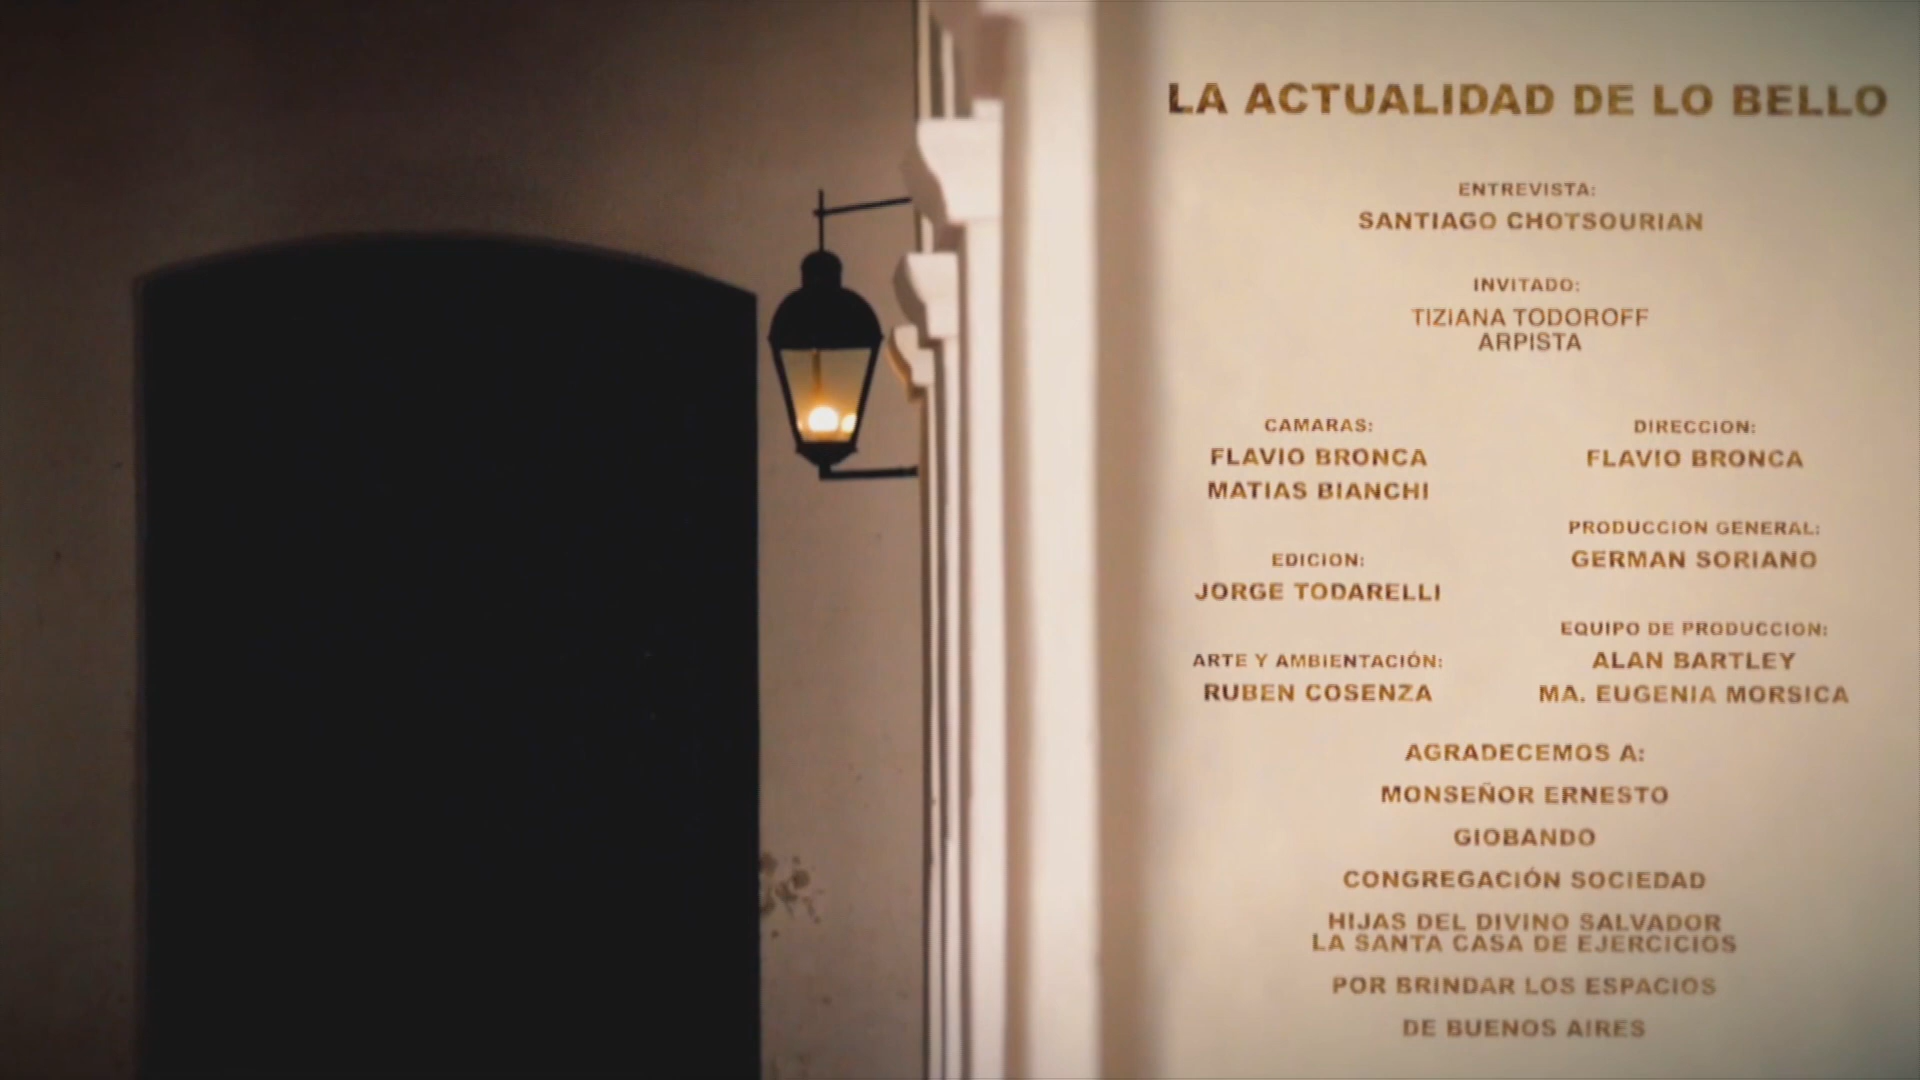 LA ACTUALIDAD DE LO BELLO
ENTREVISTA:
SANTIAGO CHOTSOURIAN
INVITADO:
TIZIANA TODOROFF
ARPISTA
CAMARAS:
FLAVIO BRONCA
MATIAS BIANCHI
EDICION:
JORGE TODARELLI
ARTE Y AMBIENTACIÓN:
RUBEN COSENZA
DIRECCION:
FLAVIO BRONCA
PRODUCCION GENERAL:
GERMAN SORIANO
EQUIPO DE PRODUCCION:
ALAN BARTLEY
MA. EUGENIA MORSICA
AGRADECEMOS A:
MONSEÑOR ERNESTO
GIOBANDO
CONGREGACIÓN SOCIEDAD
HIJAS DEL DIVINO SALVADOR
LA SANTA CASA DE EJERCICIOS
POR BRINDAR LOS ESPACIOS
DE BUENOS AIRES